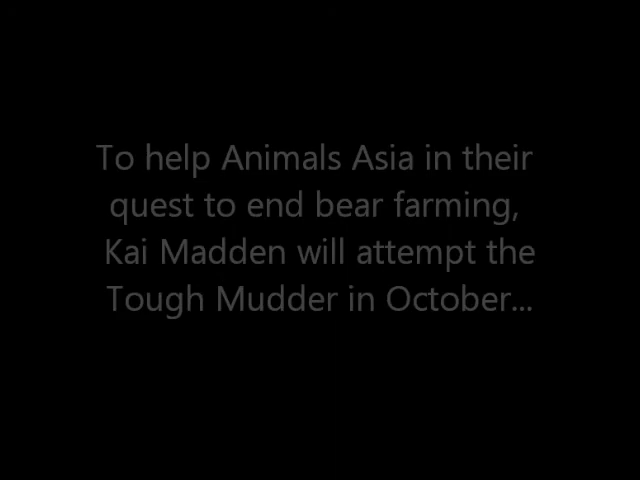 To help Animals Asia in their
quest to end bear farming,
Kai Madden will attempt the
Tough Mudder in October...